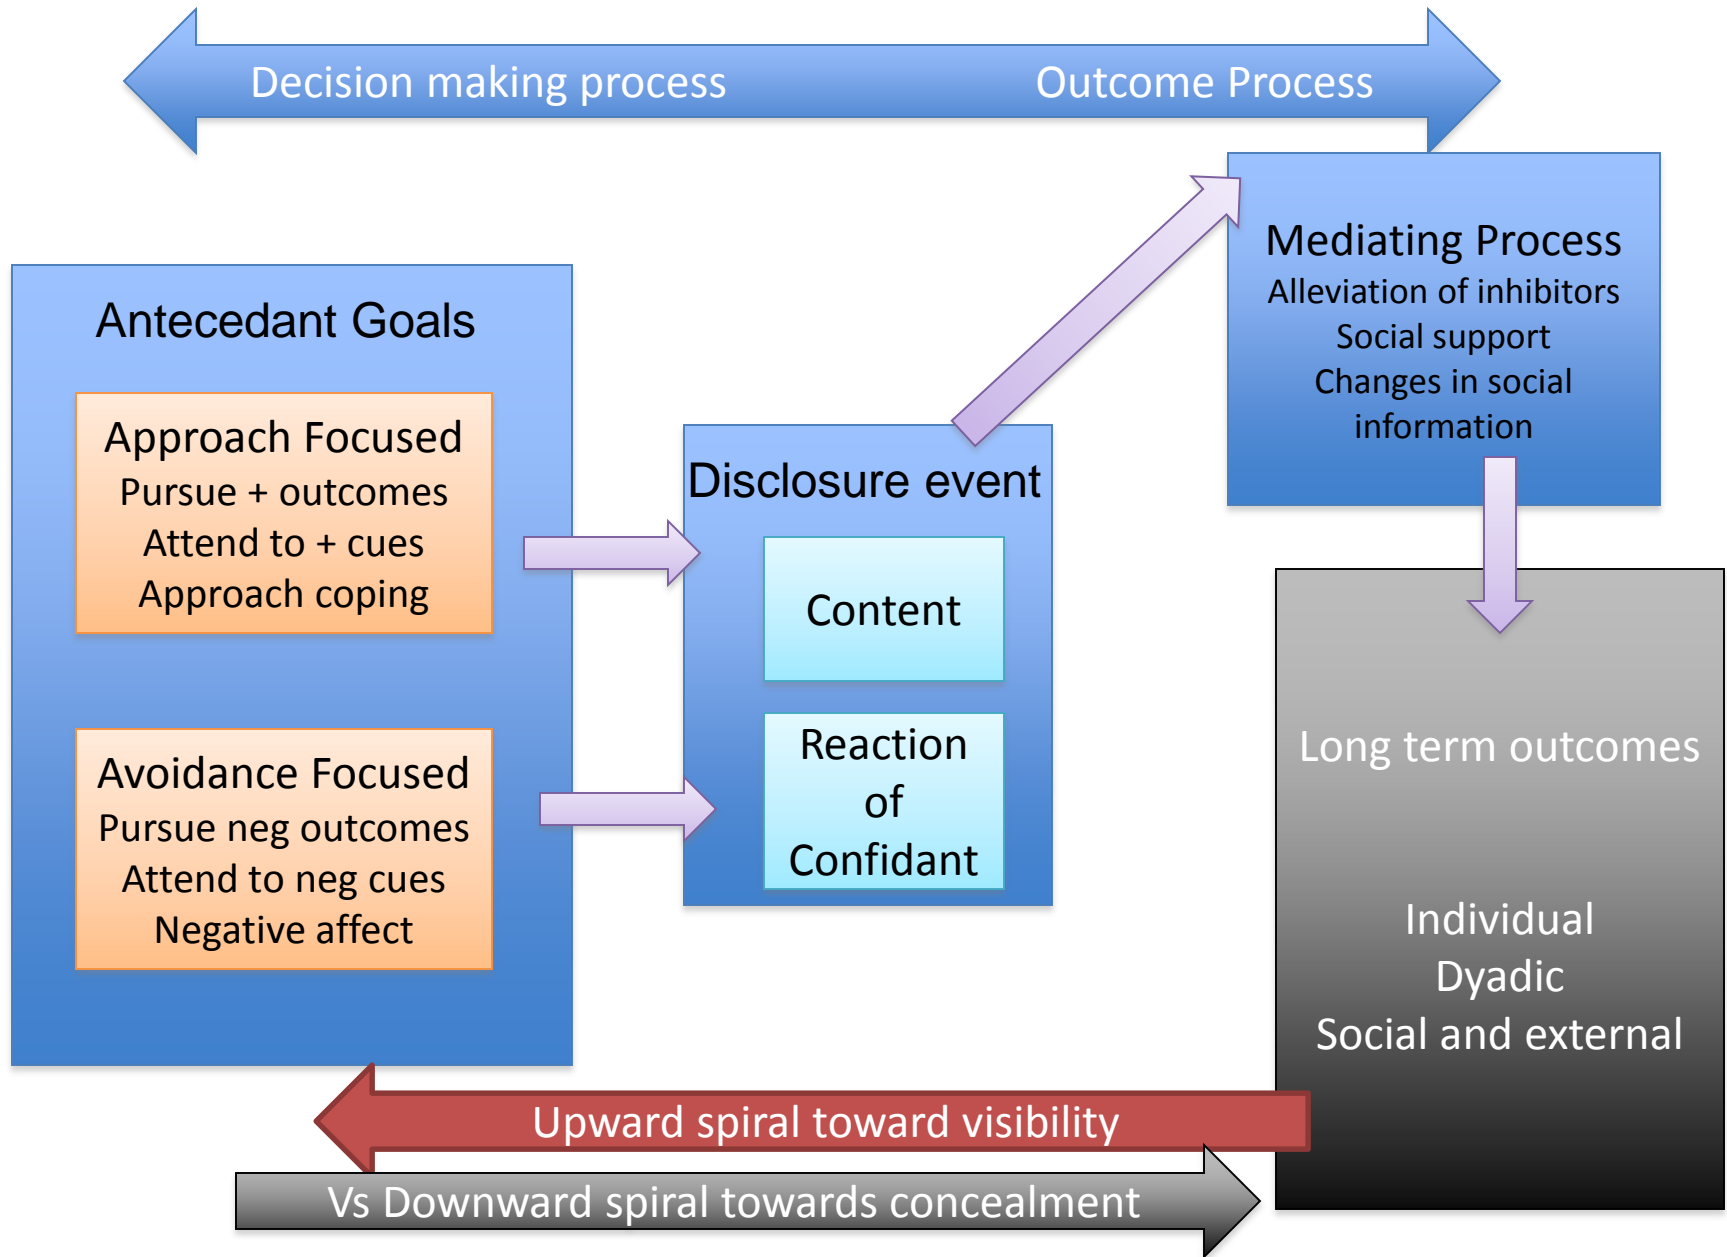 Decision making process
Outcome Process
Antecedant Goals
Approach Focused
Pursue + outcomes
Attend to + cues
Approach coping
Avoidance Focused
Pursue neg outcomes
Attend to neg cues
Negative affect
Disclosure event
Content
Reaction
of
Confidant
Mediating Process
Alleviation of inhibitors
Social support
Changes in social
information
Long term outcomes
Individual
Dyadic
Social and external
Upward spiral toward visibility
Vs Downward spiral towards concealment